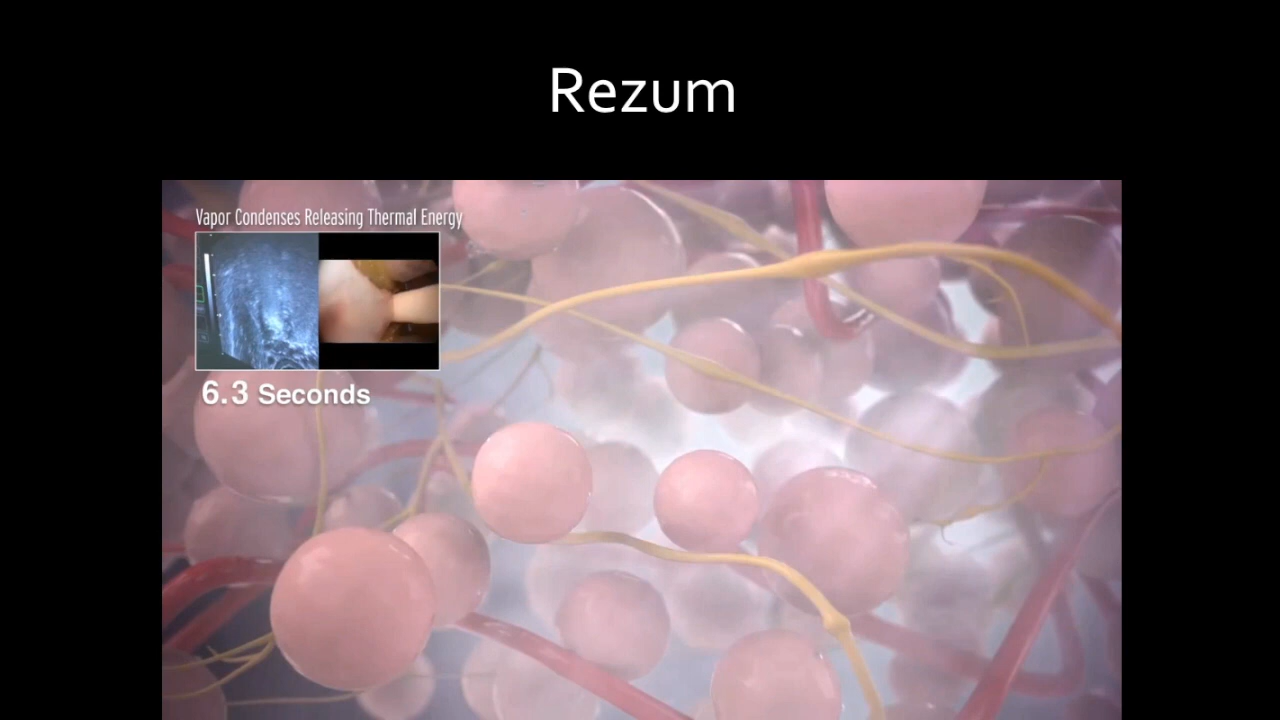 Rezum
Vapor Condenses Releasing Thermal Energy
6.3 Seconds